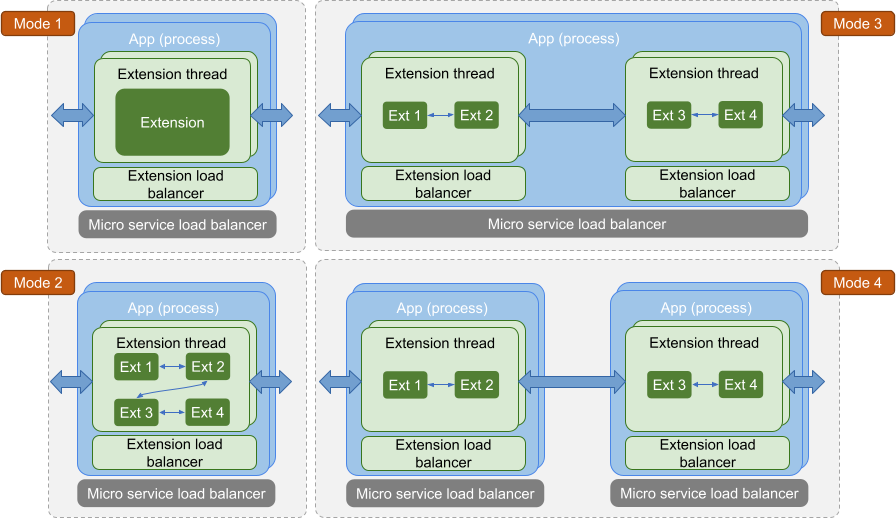 Mode 1
App (process)
Extension thread
Extension
Extension load
balancer
Micro service load balancer
Mode 3
App (process)
Extension thread
Ext 1
Ext 2
Extension load
balancer
Extension thread
Ext 3
Ext 4
Extension load
balancer
Micro service load balancer
Mode 2
App (process)
Extension thread
Ext 1
Ext 2
Ext 3
Ext 4
Extension load
balancer
Micro service load balancer
Mode 4
App (process)
Extension thread
Ext 1
Ext 2
Extension load
balancer
Micro service load balancer
App (process)
Extension thread
Ext 3
Ext 4
Extension load
balancer
Micro service load balancer